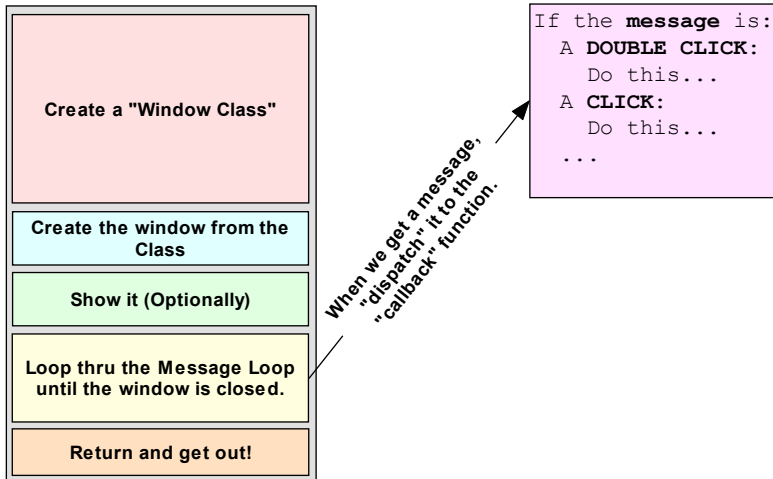 Create a "Window Class"
Create the window from the
Class
Show it (Optionally)
Loop thru the Message Loop
until the window is closed.
Return and get out!
When we get a message,
"dispatch" it to the
"callback" function.
If the message is:
A DOUBLE CLICK:
Do this...
A CLICK:
Do this...
...